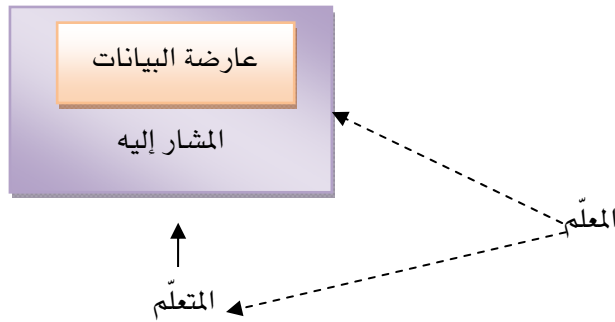 عارضة البيانات
المشار إليه
المعلّم
المتعلّم